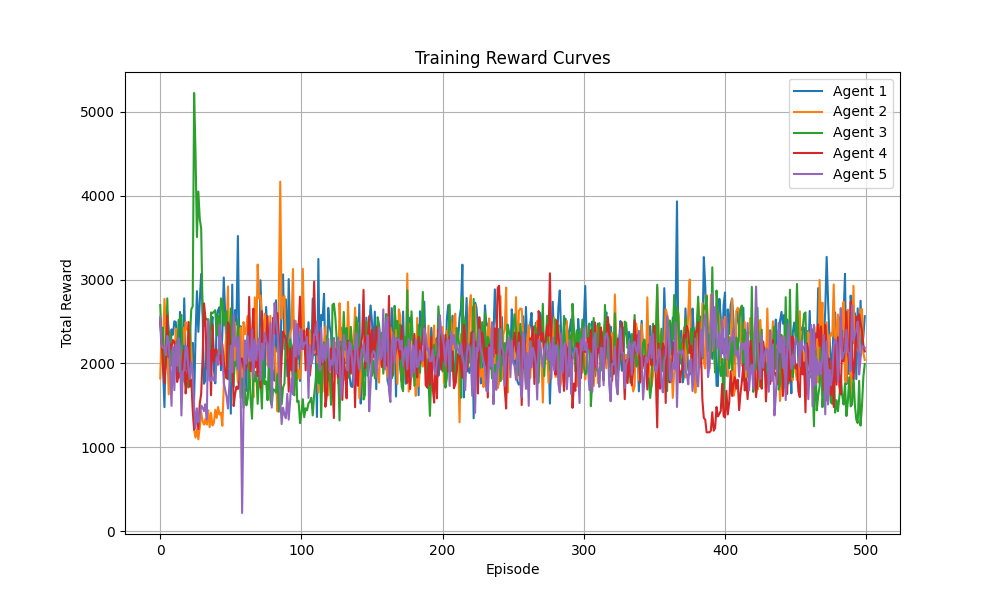 Training Reward Curves
Total Reward
5000
4000
3000
2000
1000
0
Agent 1
Agent 2
Agent 3
Agent 4
Agent 5
0 100 200 300 400 500
Episode